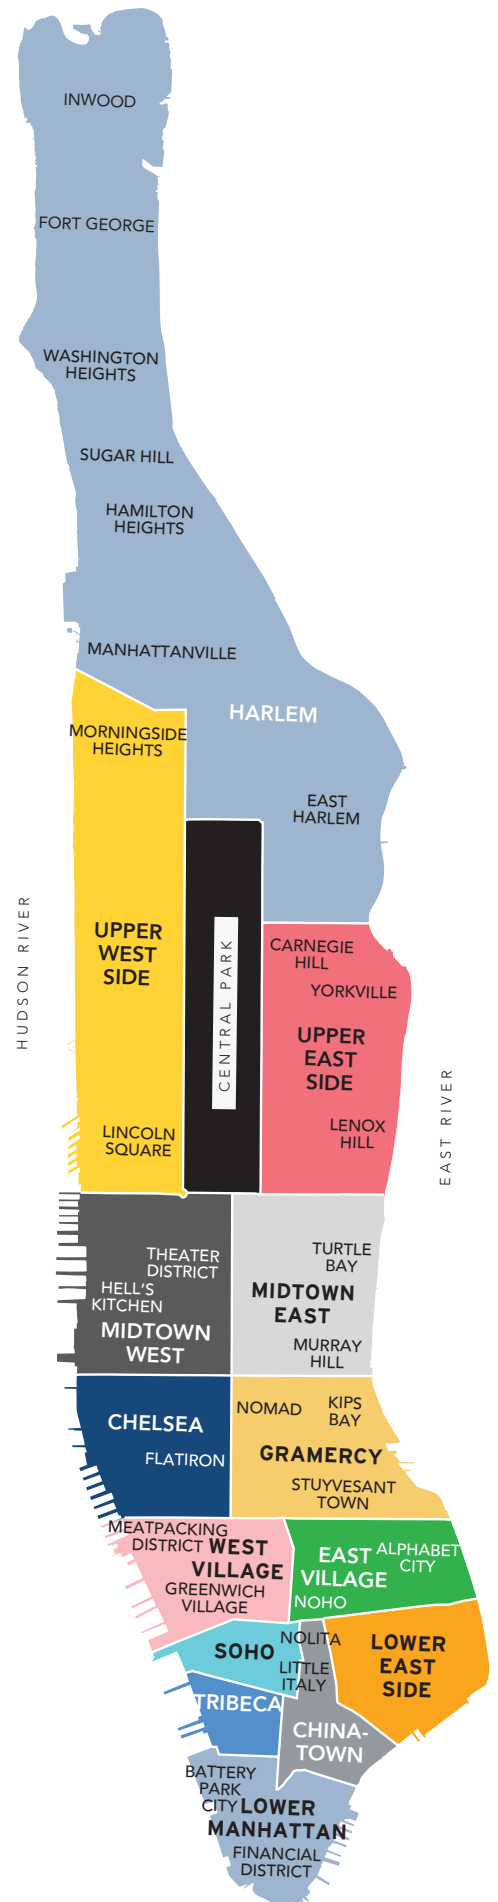 INWOOD
FORT GEORGE
WASHINGTON
HEIGHTS
SUGAR HILL
HAMILTON
HEIGHTS
MANHATTANVILLE
HARLEM
MORNINGSIDE
HEIGHTS
EAST
HARLEM
HUDSON RIVER
UPPER
WEST
SIDE
CENTRAL PARK
CARNEGIE
HILL
YORKVILLE
UPPER
EAST
SIDE
LENOX
HILL
EAST RIVER
LINCOLN
SQUARE
THEATER
DISTRICT
HELL'S
KITCHEN
MIDTOWN
WEST
TURTLE
BAY
MIDTOWN
EAST
MURRAY
HILL
CHELSEA
FLATIRON
NOMAD
KIPS
BAY
GRAMERCY
STUYVESANT
TOWN
MEATPACKING
DISTRICT
WEST
VILLAGE
GREENWICH
VILLAGE
EAST
VILLAGE
ALPHABET
CITY
NOHO
SOHO
NOLITA
LITTLE
ITALY
LOWER
EAST
SIDE
TRIBECA
CHINA-
TOWN
BATTERY
PARK
CITY
LOWER
MANHATTAN
FINANCIAL
DISTRICT